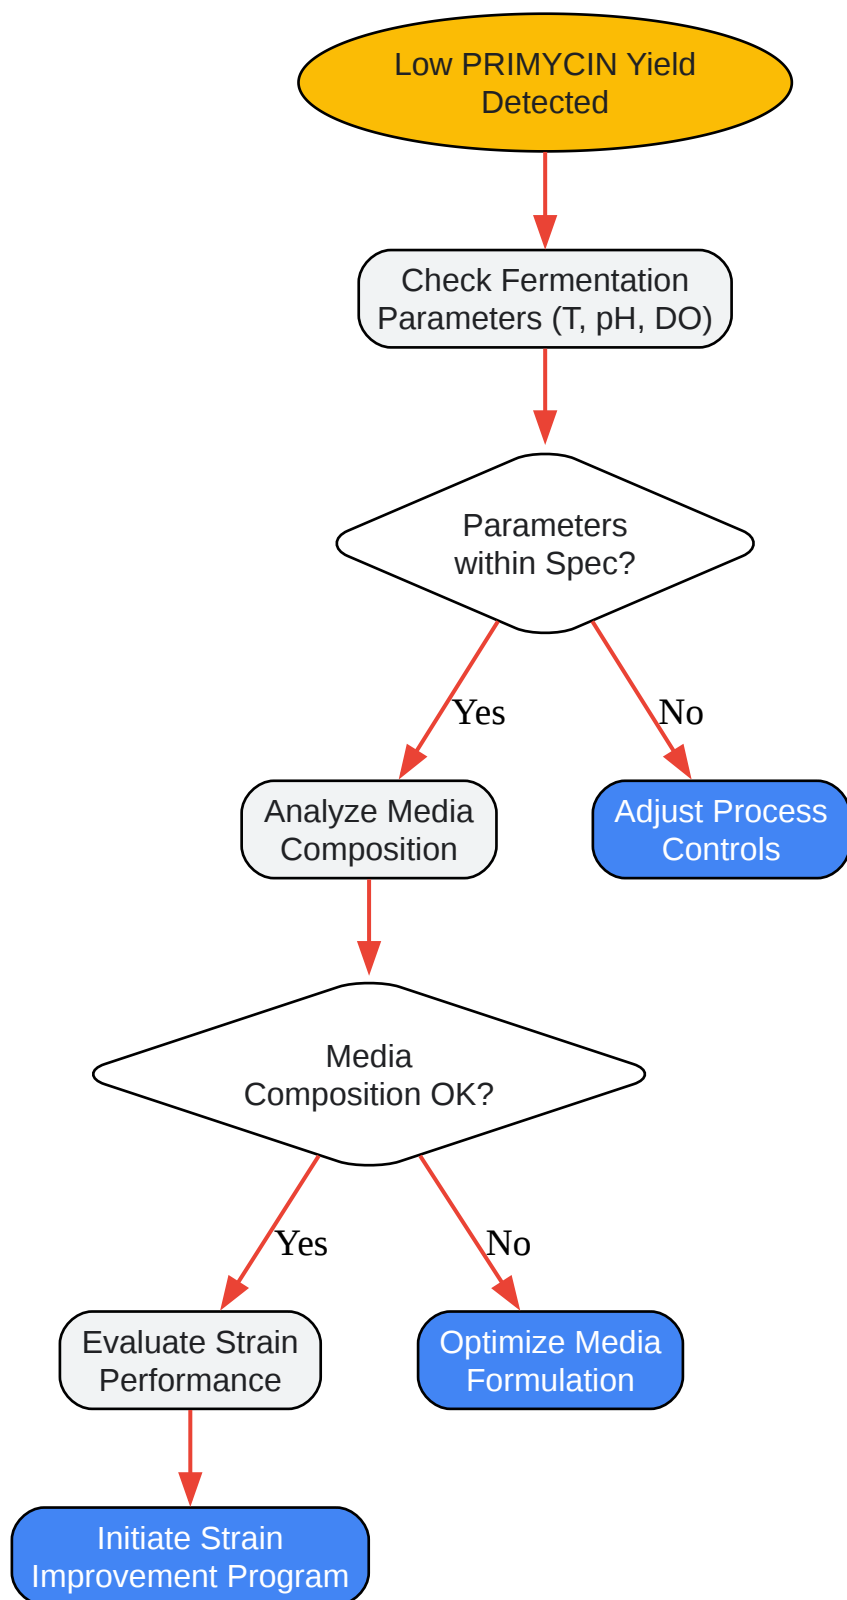 Low PRIMYCIN Yield
Detected
Check Fermentation
Parameters (T, pH, DO)
Parameters
within Spec?
Yes
No
Analyze Media
Composition
Adjust Process
Controls
Media
Composition OK?
Yes
No
Evaluate Strain
Performance
Optimize Media
Formulation
Initiate Strain
Improvement Program